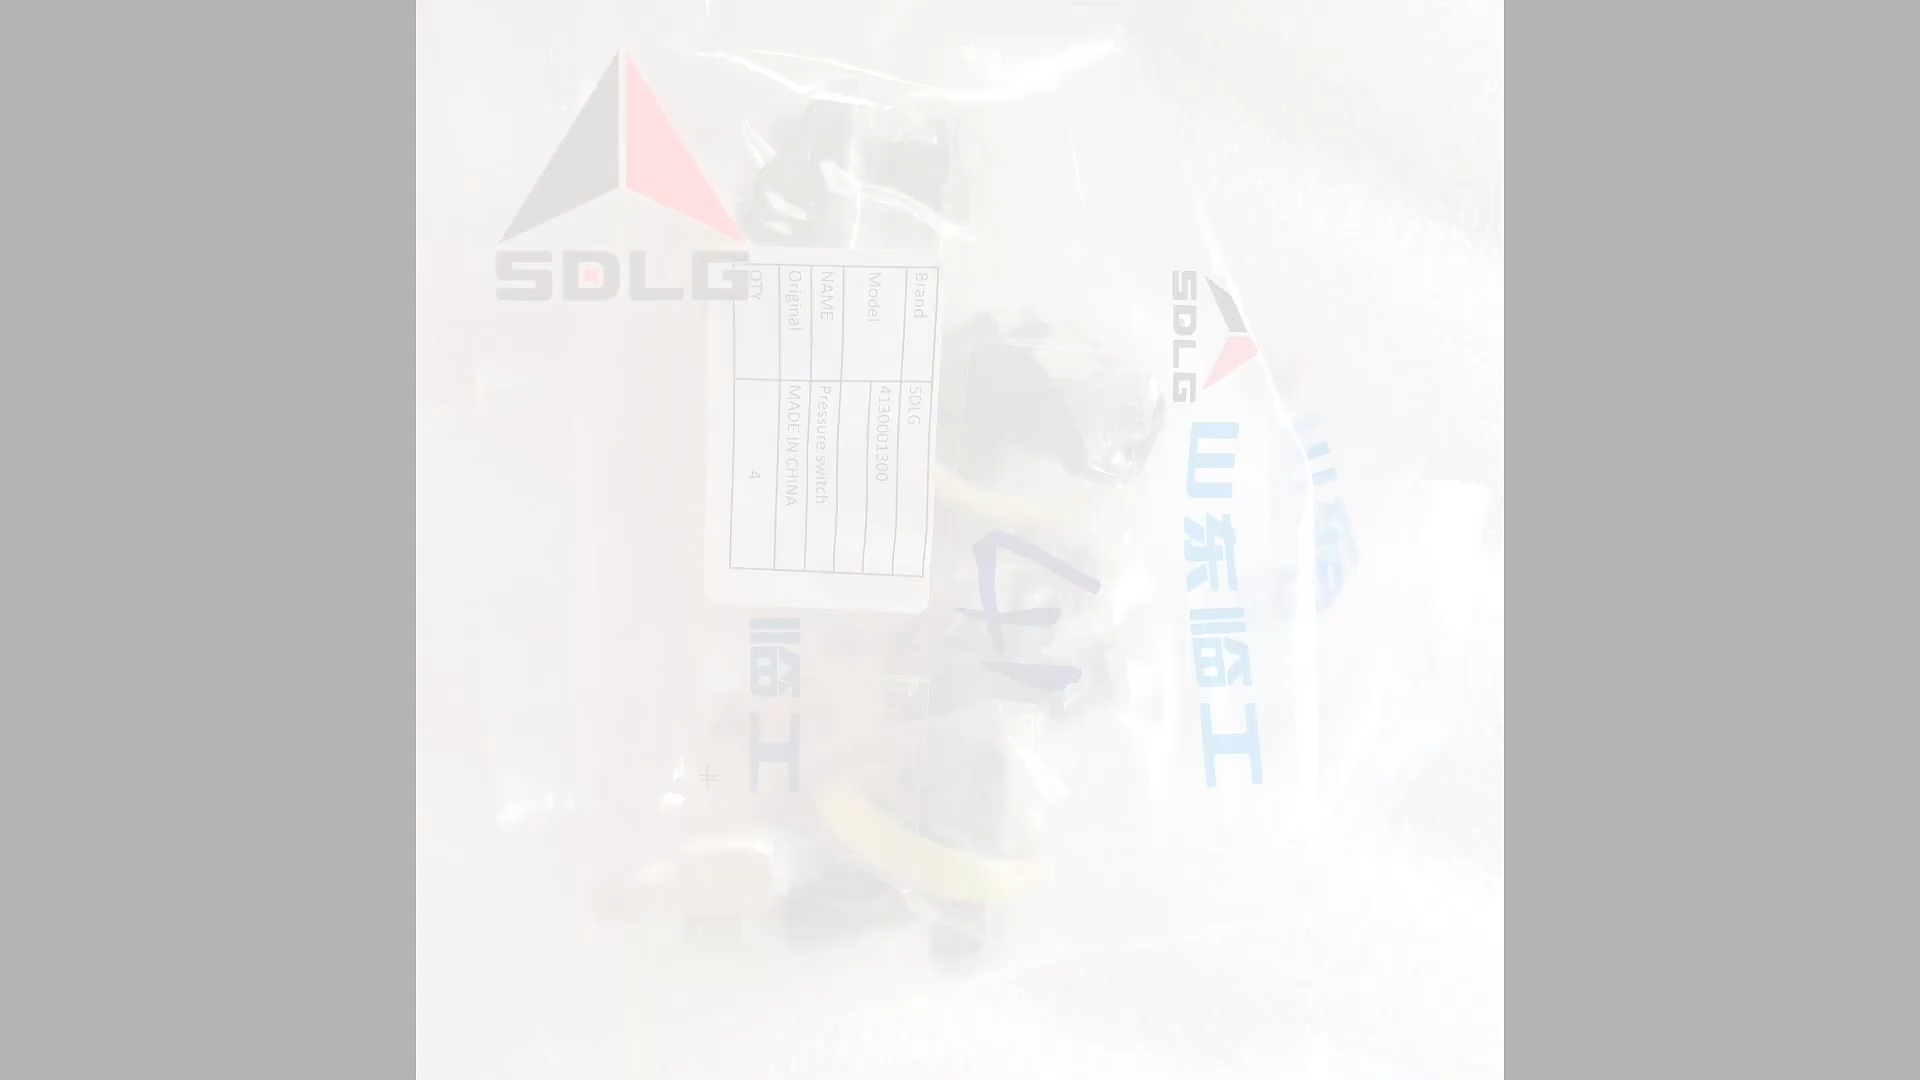 SDLG
Brand SDLG
Model 4130001300
NAME Pressure switch
Original MADE IN CHINA
QTY 4
4
临工
#
SDLG
山东临工